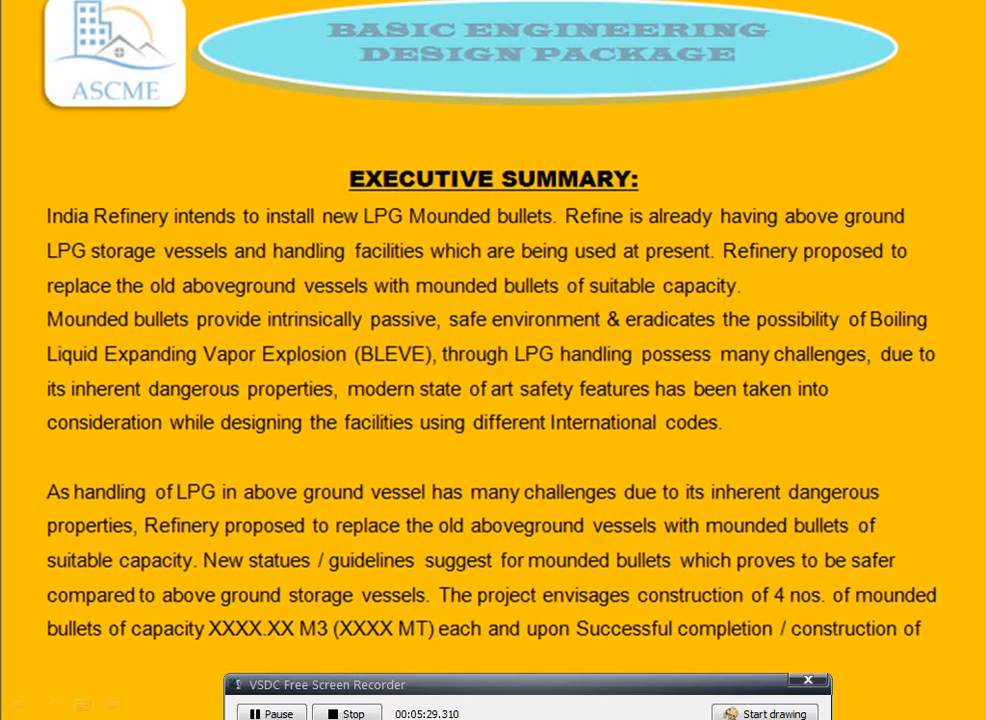 ASCME
BASIC ENGINEERING
DESIGN PACKAGE
EXECUTIVE SUMMARY:
India Refinery intends to install new LPG Mounded bullets. Refine is already having above ground
LPG storage vessels and handling facilities which are being used at present. Refinery proposed to
replace the old aboveground vessels with mounded bullets of suitable capacity.
Mounded bullets provide intrinsically passive, safe environment & eradicates the possibility of Boiling
Liquid Expanding Vapor Explosion (BLEVE), through LPG handling possess many challenges, due to
its inherent dangerous properties, modern state of art safety features has been taken into
consideration while designing the facilities using different International codes.
As handling of LPG in above ground vessel has many challenges due to its inherent dangerous
properties, Refinery proposed to replace the old aboveground vessels with mounded bullets of
suitable capacity. New statues / guidelines suggest for mounded bullets which proves to be safer
compared to above ground storage vessels. The project envisages construction of 4 nos. of mounded
bullets of capacity XXXX.XX M3 (XXXX MT) each and upon Successful completion / construction of
VSDC Free Screen Recorder
Pause Stop 00:05:29.310 Start drawing